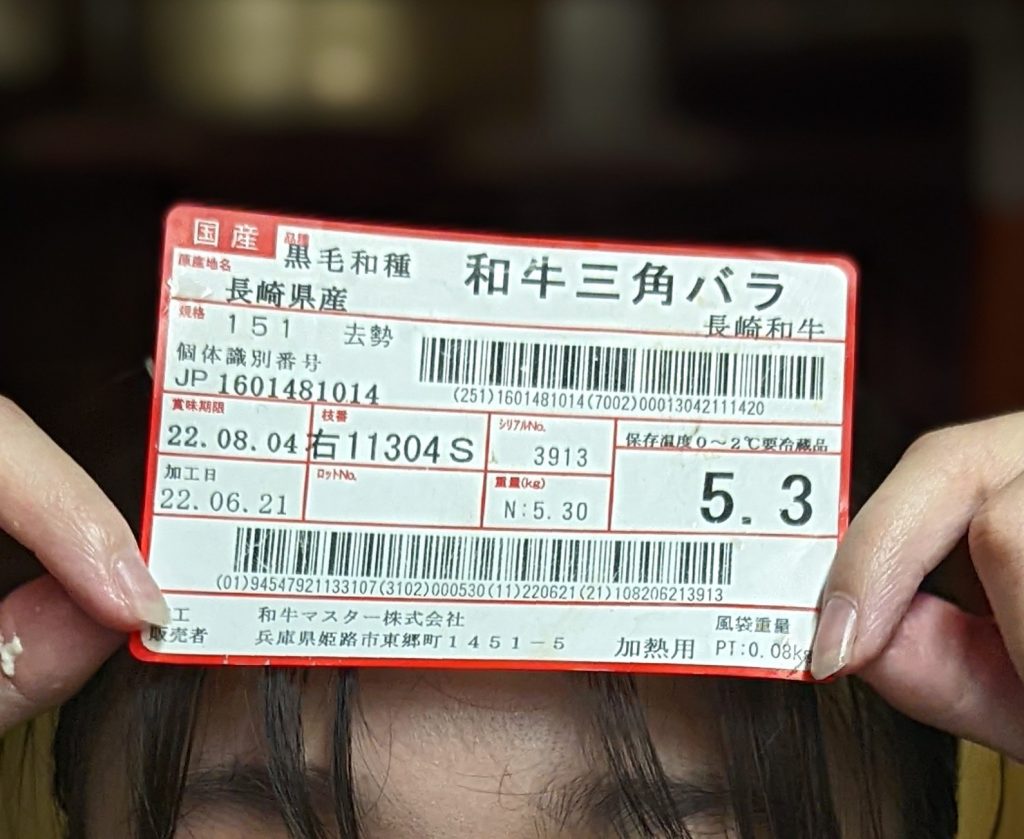 国産
品種
黒毛和種
和牛三角バラ
原産地名
長崎県産
長崎和牛
規格
151
去勢
個体識別番号
JP 1601481014
(251)1601481014(7002)00013042111420
賞味期限
22.08.04
枝番
右11304S
シリアルNo.
3913
保存温度0〜2℃要冷蔵品
加工日
22.06.21
ロットNo.
重量(kg)
N:5.30
5.3
(01)94547921133107(3102)000530(11)220621(21)108206213913
工
和牛マスター株式会社
風袋重量
販売者
兵庫県姫路市東郷町1451-5
加熱用
PT:0.08kg